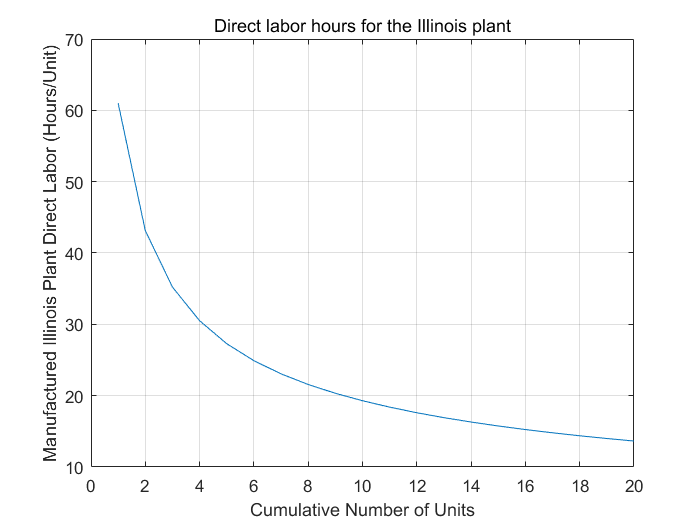 Direct labor hours for the Illinois plant
Manufactured Illinois Plant Direct Labor (Hours/Unit)
70
60
50
40
30
20
10
0 2 4 6 8 10 12 14 16 18 20
Cumulative Number of Units